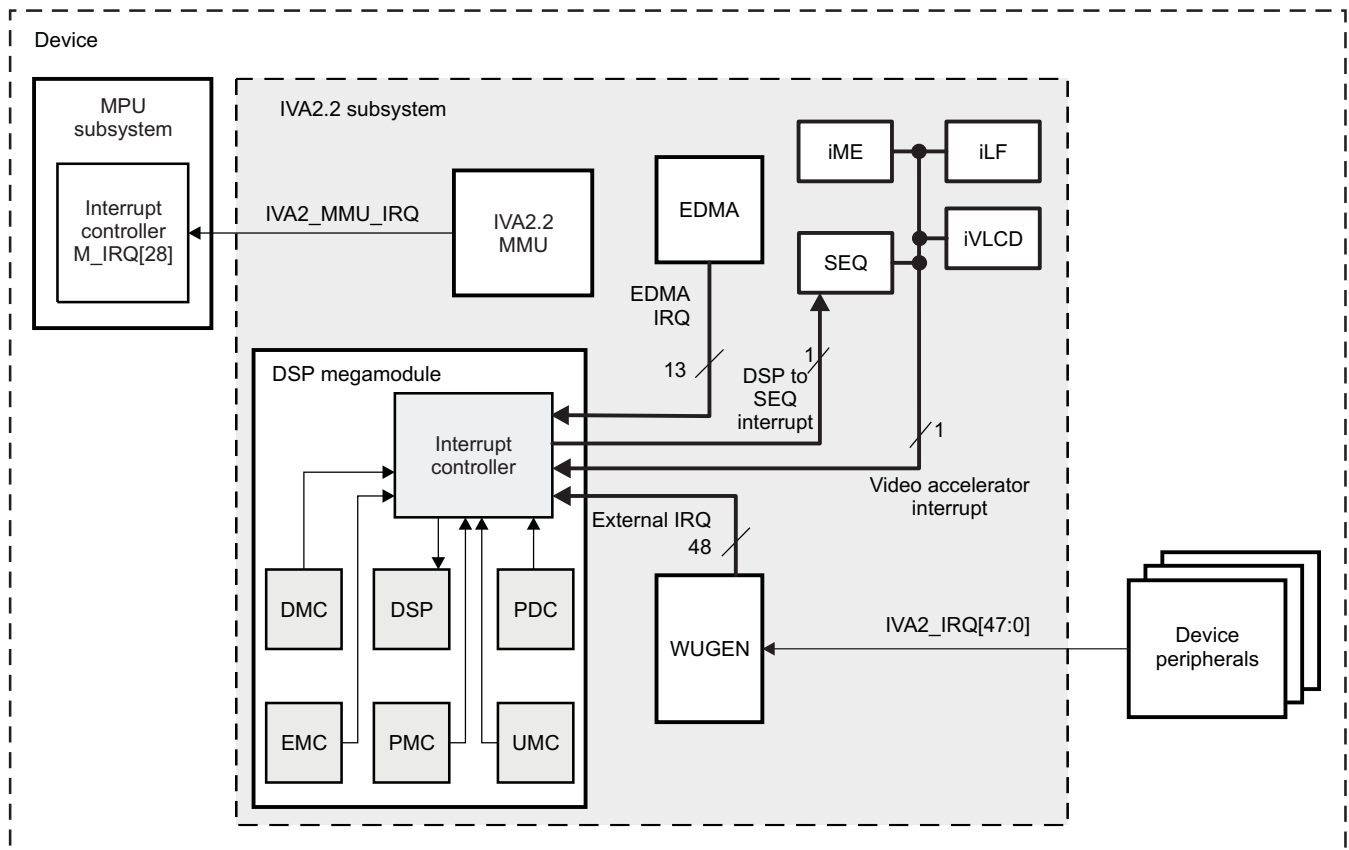 Device
MPU
subsystem
Interrupt
controller
M_IRQ[28]
IVA2_MMU_IRQ
IVA2.2 subsystem
IVA2.2
MMU
EDMA
iME
iLF
SEQ
iVLCD
EDMA
IRQ
13
1
DSP to
SEQ
interrupt
1
Video accelerator
interrupt
DSP megamodule
Interrupt
controller
External IRQ
48
DMC
DSP
PDC
EMC
PMC
UMC
WUGEN
IVA2_IRQ[47:0]
Device
peripherals